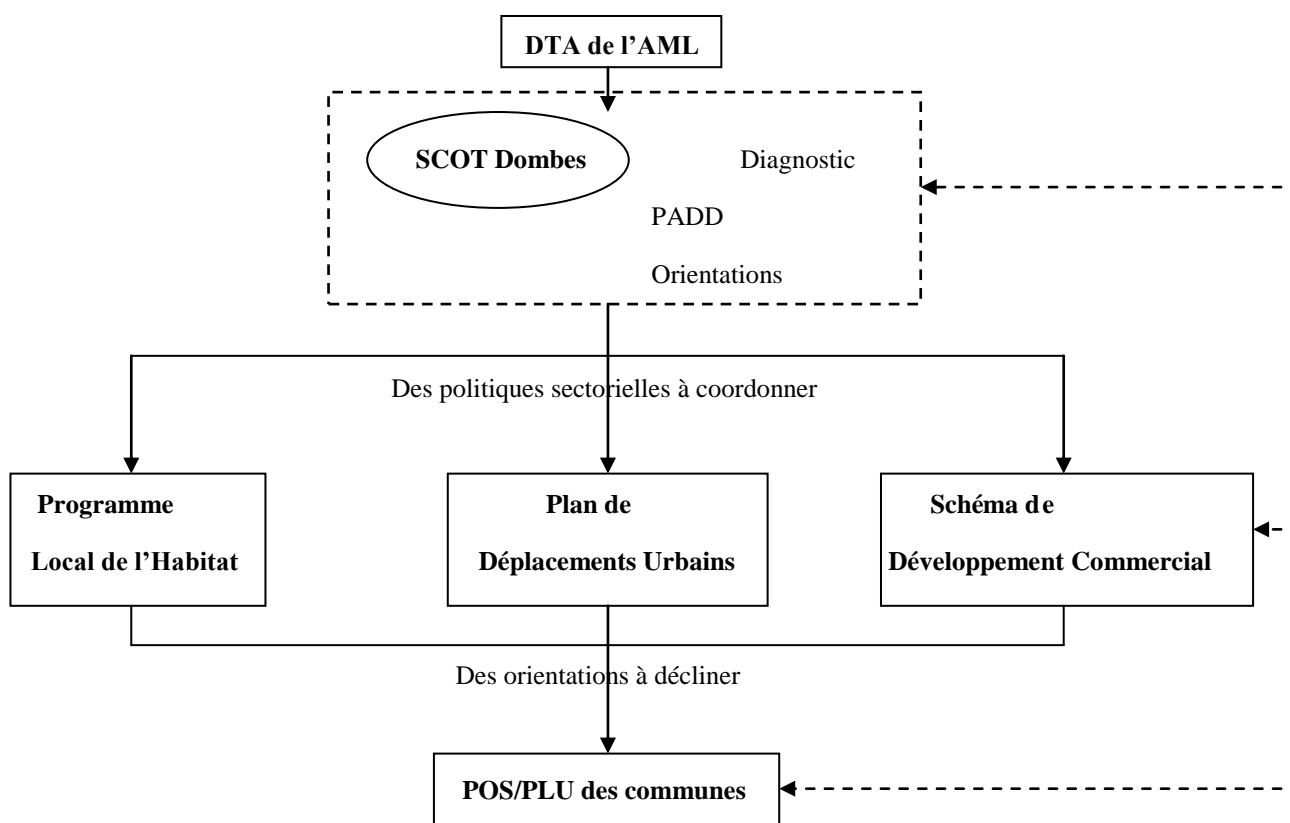 DTA de l’AML
SCOT Dombes
Diagnostic
PADD
Orientations
Des politiques sectorielles à coordonner
Programme
Local de l’Habitat
Plan de
Déplacements Urbains
Schéma de
Développement Commercial
Des orientations à décliner
POS/PLU des communes